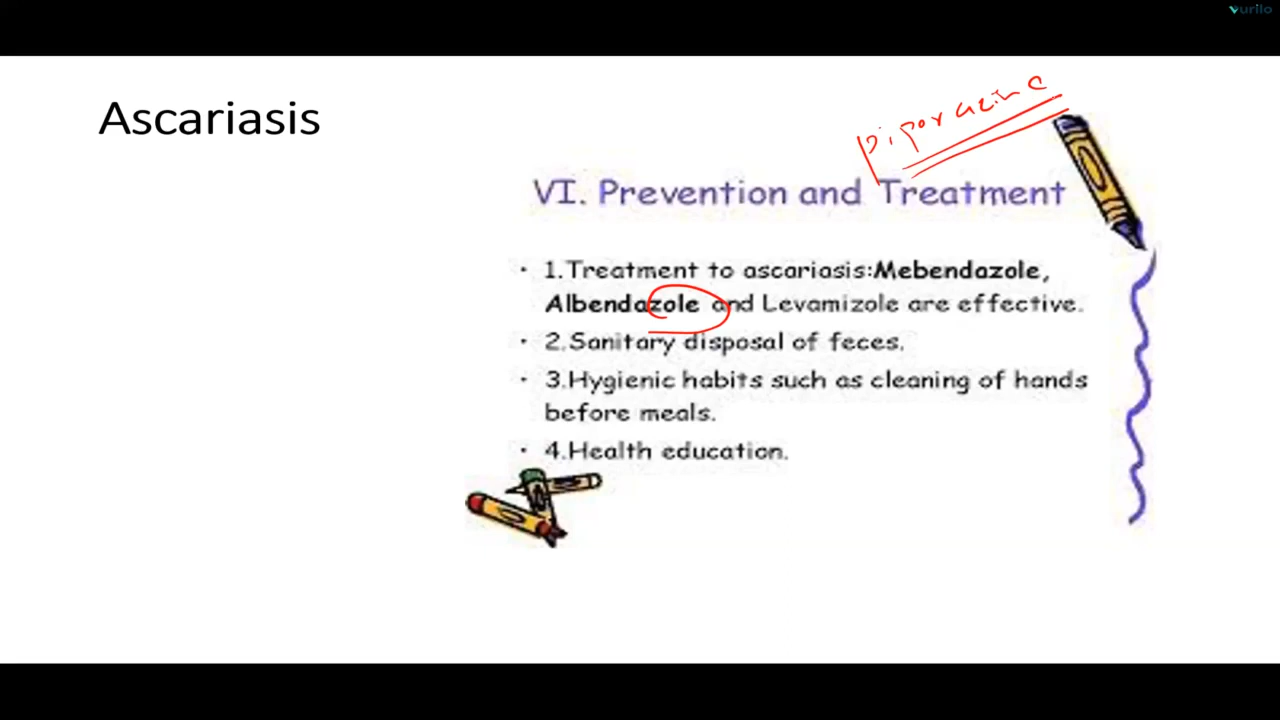 Vurilo
Ascariasis
piperazine
VI. Prevention and Treatment
• 1.Treatment to ascariasis:Mebendazole,
Albendazole and Levamizole are effective.
• 2.Sanitary disposal of feces.
• 3.Hygienic habits such as cleaning of hands
before meals.
• 4.Health education.